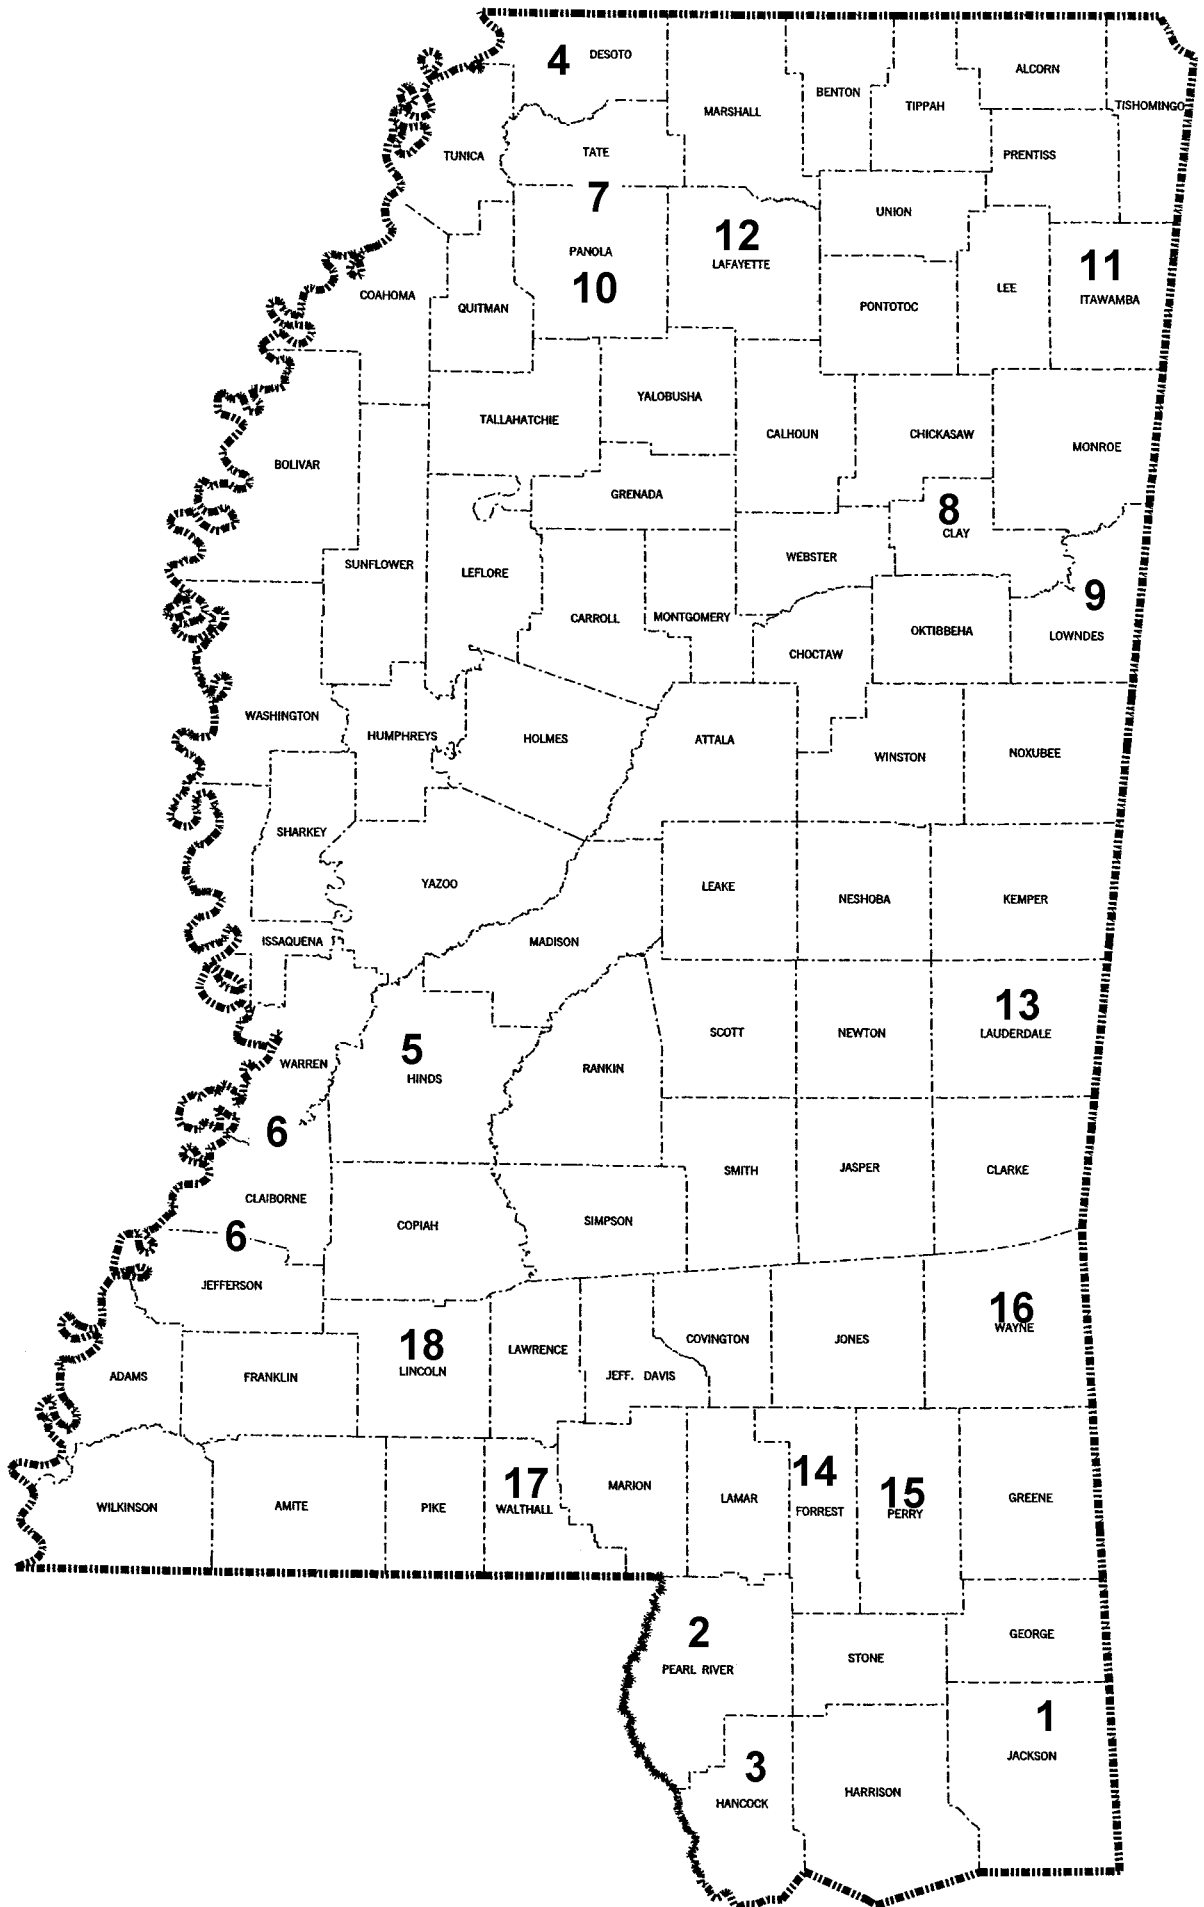 4 DESOTO
ALCORN
BENTON
MARSHALL
TIPPAH
TISHOMINGO
TUNICA
TATE
PRENTISS
7
UNION
12
PANOLA
LAFAYETTE
11
10
COAHOMA
QUITMAN
PONTOTOC
LEE
ITAWAMBA
YALOBUSHA
TALLAHATCHIE
CALHOUN
CHICKASAW
MONROE
BOLIVAR
GRENADA
8
CLAY
SUNFLOWER
LEFLORE
WEBSTER
9
CARROLL
MONTGOMERY
OKTIBBEHA
LOWNDES
CHOCTAW
WASHINGTON
HUMPHREYS
HOLMES
ATTALA
WINSTON
NOXUBEE
SHARKEY
YAZOO
LEAKE
NESHOBA
KEMPER
ISSAQUENA
MADISON
13
SCOTT
NEWTON
LAUDERDALE
5
WARREN
HINDS
RANKIN
6
SMITH
JASPER
CLARKE
CLAIBORNE
COPIAH
SIMPSON
6
JEFFERSON
16
WAYNE
18
LINCOLN
LAWRENCE
COVINGTON
JONES
ADAMS
FRANKLIN
JEFF. DAVIS
17
14
15
WILKINSON
AMITE
PIKE
WALTHALL
MARION
LAMAR
FORREST
PERRY
GREENE
2
PEARL RIVER
STONE
GEORGE
1
JACKSON
3
HANCOCK
HARRISON